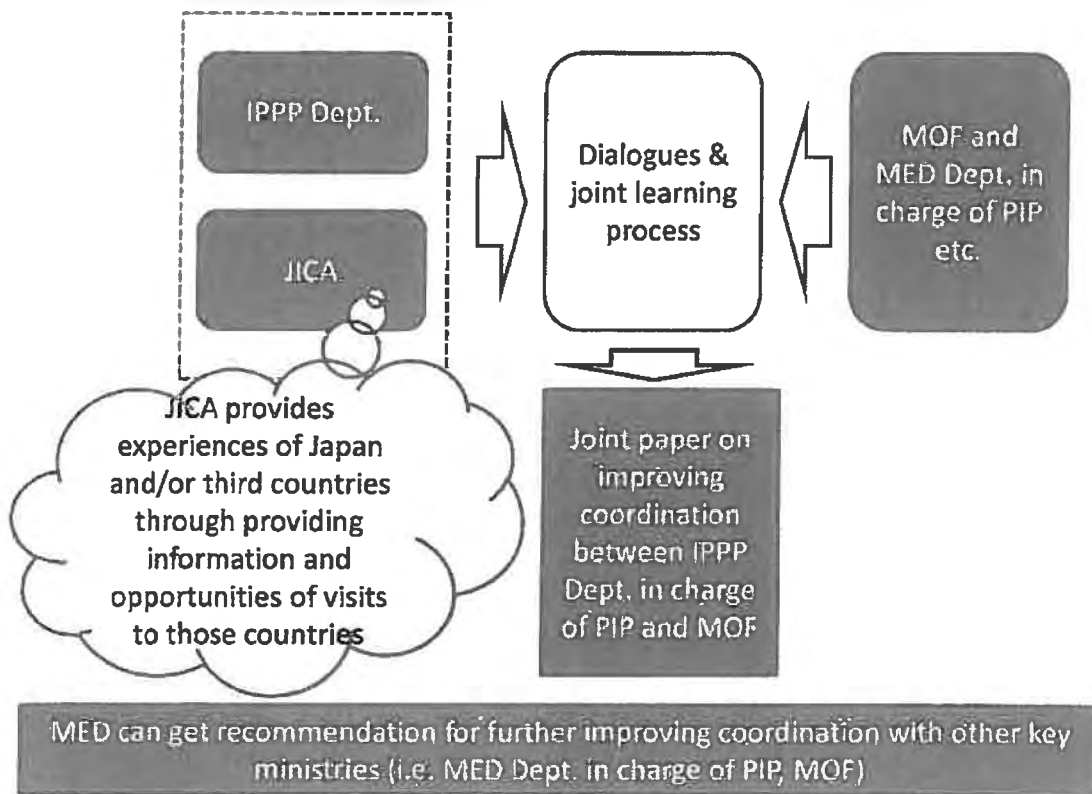 IPPP Dept.
JICA
Dialogues &
joint learning
process
MOF and
MED Dept. in
charge of PIP
etc.
JICA provides
experiences of Japan
and/or third countries
through providing
information and
opportunities of visits
to those countries
Joint paper on
improving
coordination
between IPPP
Dept. in charge
of PIP and MOF
MED can get recommendation for further improving coordination with other key
ministries (i.e. MED Dept. in charge of PIP, MOF)